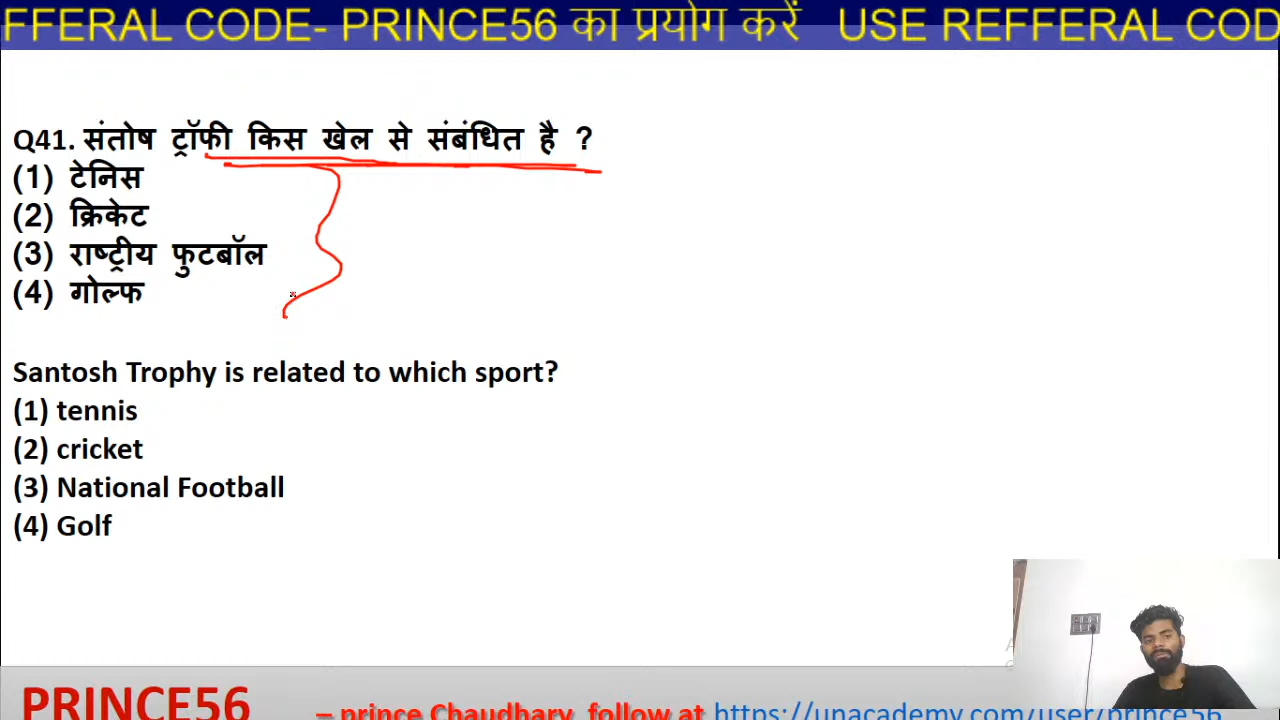 FFERAL CODE- PRINCE56 का प्रयोग करें USE REFFERAL COD
Q41. संतोष ट्रॉफी किस खेल से संबंधित है ?
(1) टेनिस
(2) क्रिकेट
(3) राष्ट्रीय फुटबॉल
(4) गोल्फ
Santosh Trophy is related to which sport?
(1) tennis
(2) cricket
(3) National Football
(4) Golf
PRINCE56 – prince Chaudhary follow at https://unacademy.com/user/prince56